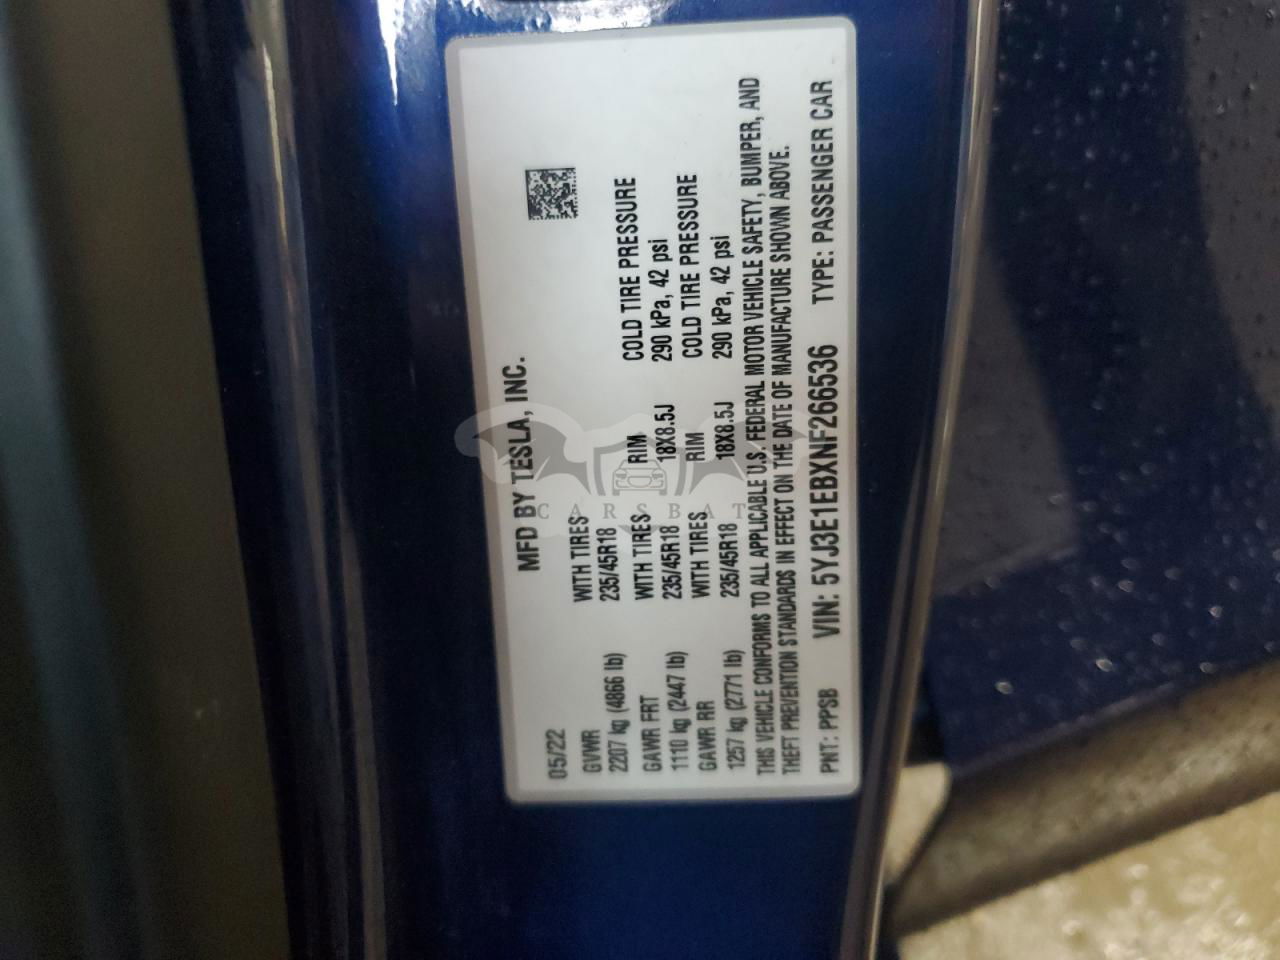 MFD BY TESLA, INC.
05/22
GVWR WITH TIRES RIM COLD TIRE PRESSURE
2207 kg (4866 lb) 235/45R18
GAWR FRT WITH TIRES RIM COLD TIRE PRESSURE
1110 kg (2447 lb) 235/45R18 18X8.5J 290 kPa, 42 psi
GAWR RR WITH TIRES
1257 kg (2771 lb) 235/45R18 18X8.5J 290 kPa, 42 psi
THIS VEHICLE CONFORMS TO ALL APPLICABLE U.S. FEDERAL MOTOR VEHICLE SAFETY, BUMPER, AND
THEFT PREVENTION STANDARDS IN EFFECT ON THE DATE OF MANUFACTURE SHOWN ABOVE.
PNT: PPSB VIN: 5YJ3E1EBXNF266536 TYPE: PASSENGER CAR
CARSBAT